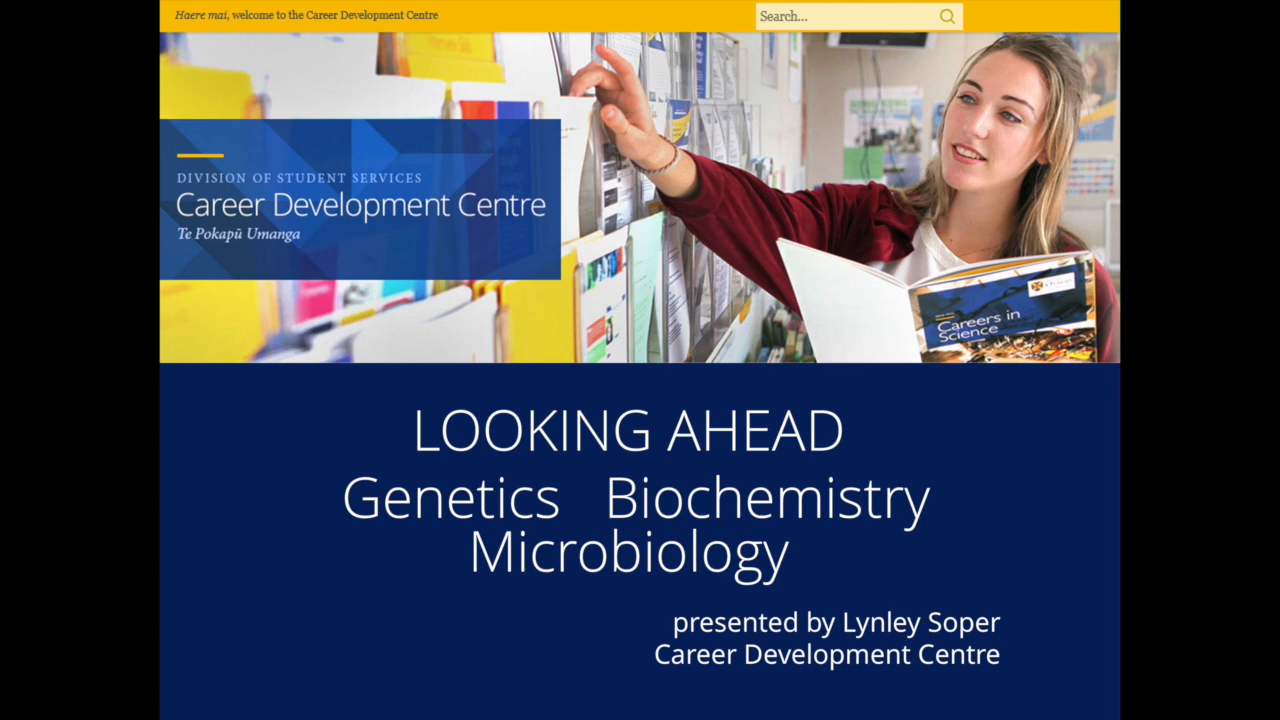 Haere mai, welcome to the Career Development Centre
Search...
DIVISION OF STUDENT SERVICES
Career Development Centre
Te Pokapū Umanga
Careers in
Science
LOOKING AHEAD
Genetics Biochemistry
Microbiology
presented by Lynley Soper
Career Development Centre